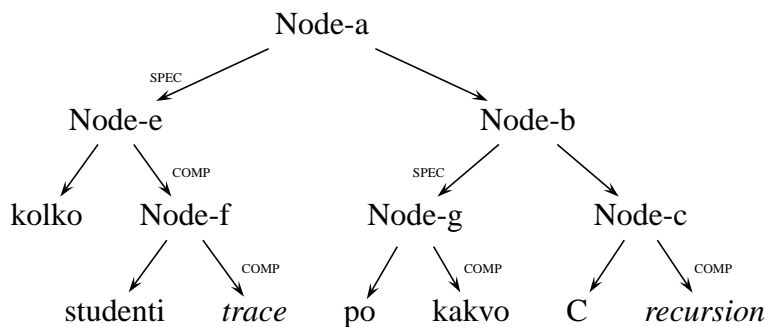 Node-a
SPEC
Node-e Node-b
COMP SPEC
kolko Node-f Node-g Node-c
COMP COMP COMP
studenti trace po kakvo C recursion